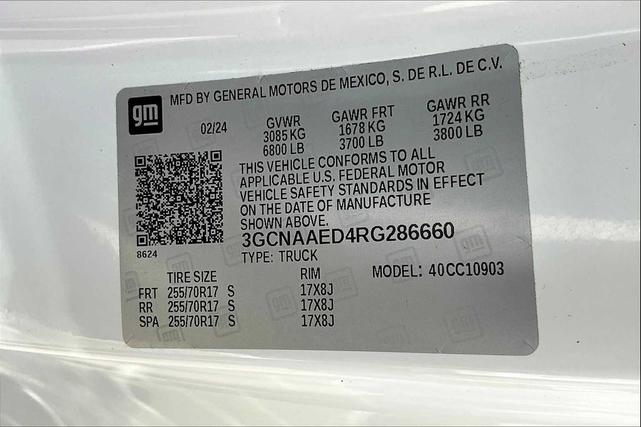 gm MFD BY GENERAL MOTORS DE MEXICO, S. DE R.L. DE C.V.
02/24 GVWR GAWR FRT GAWR RR
3085 KG 1678 KG 1724 KG
6800 LB 3700 LB 3800 LB
THIS VEHICLE CONFORMS TO ALL
APPLICABLE U.S. FEDERAL MOTOR
VEHICLE SAFETY STANDARDS IN EFFECT
ON THE DATE OF MANUFACTURE
SHOWN ABOVE.
3GCNAAED4RG286660
8624 TYPE: TRUCK
TIRE SIZE RIM MODEL: 40CC10903
FRT 255/70R17 S 17X8J
RR 255/70R17 S 17X8J
SPA 255/70R17 S 17X8J